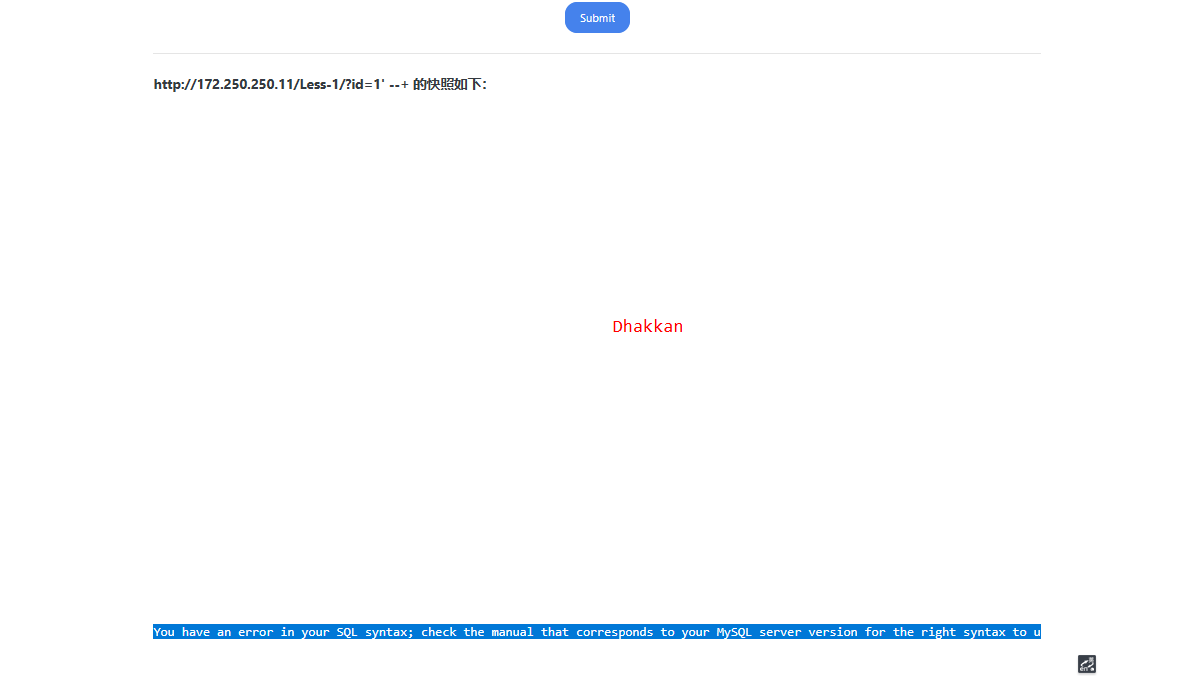 Submit
http://172.250.250.11/Less-1/?id=1' --+ 的快照如下：
Dhakkan
You have an error in your SQL syntax; check the manual that corresponds to your MySQL server version for the right syntax to u